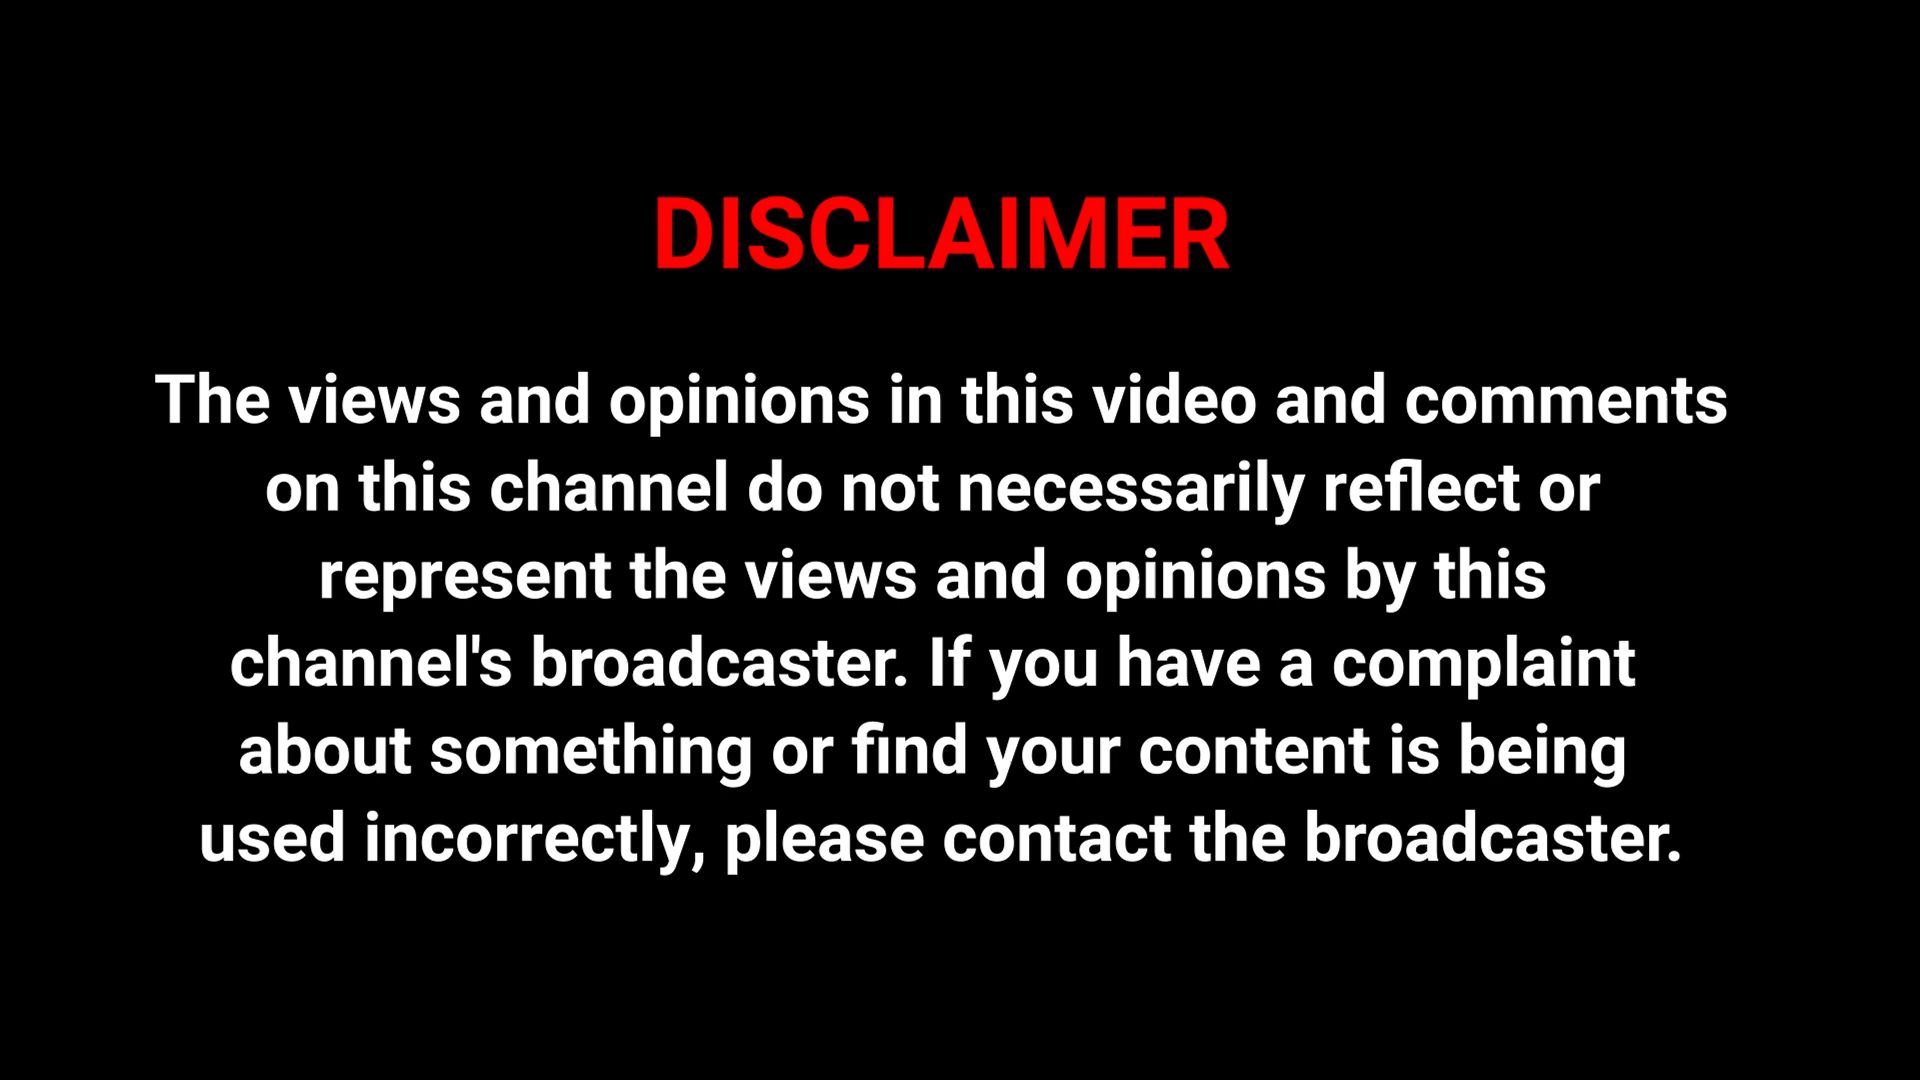 DISCLAIMER
The views and opinions in this video and comments
on this channel do not necessarily reflect or
represent the views and opinions by this
channel's broadcaster. If you have a complaint
about something or find your content is being
used incorrectly, please contact the broadcaster.